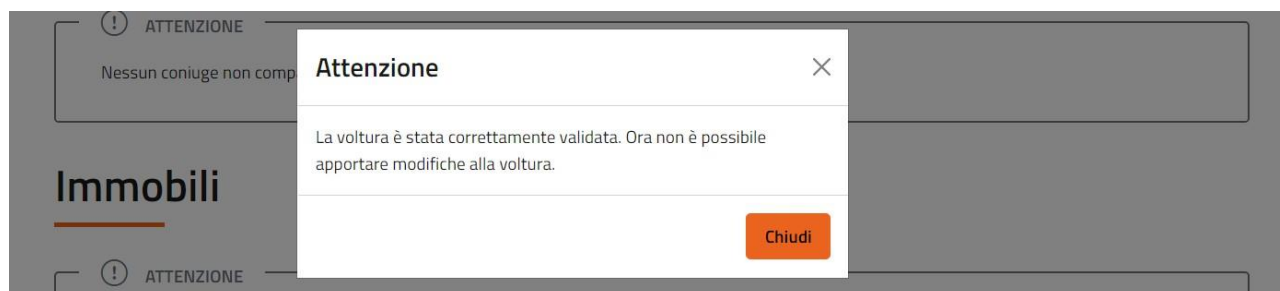 ATTENZIONE
Nessun coniuge non comp
Attenzione
La voltura è stata correttamente validata. Ora non è possibile
apportare modifiche alla voltura.
Chiudi
Immobili
ATTENZIONE